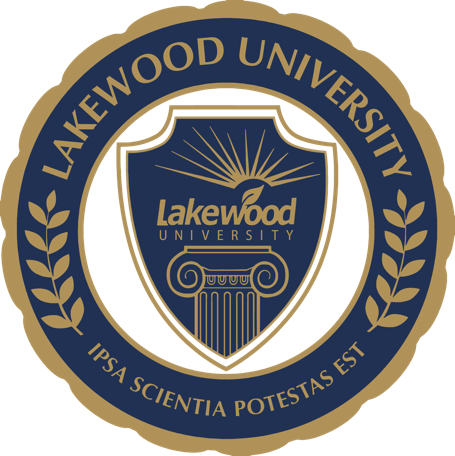 LAKEWOOD UNIVERSITY
Lakewood
UNIVERSITY
IPSA SCIENTIA POTESTAS EST